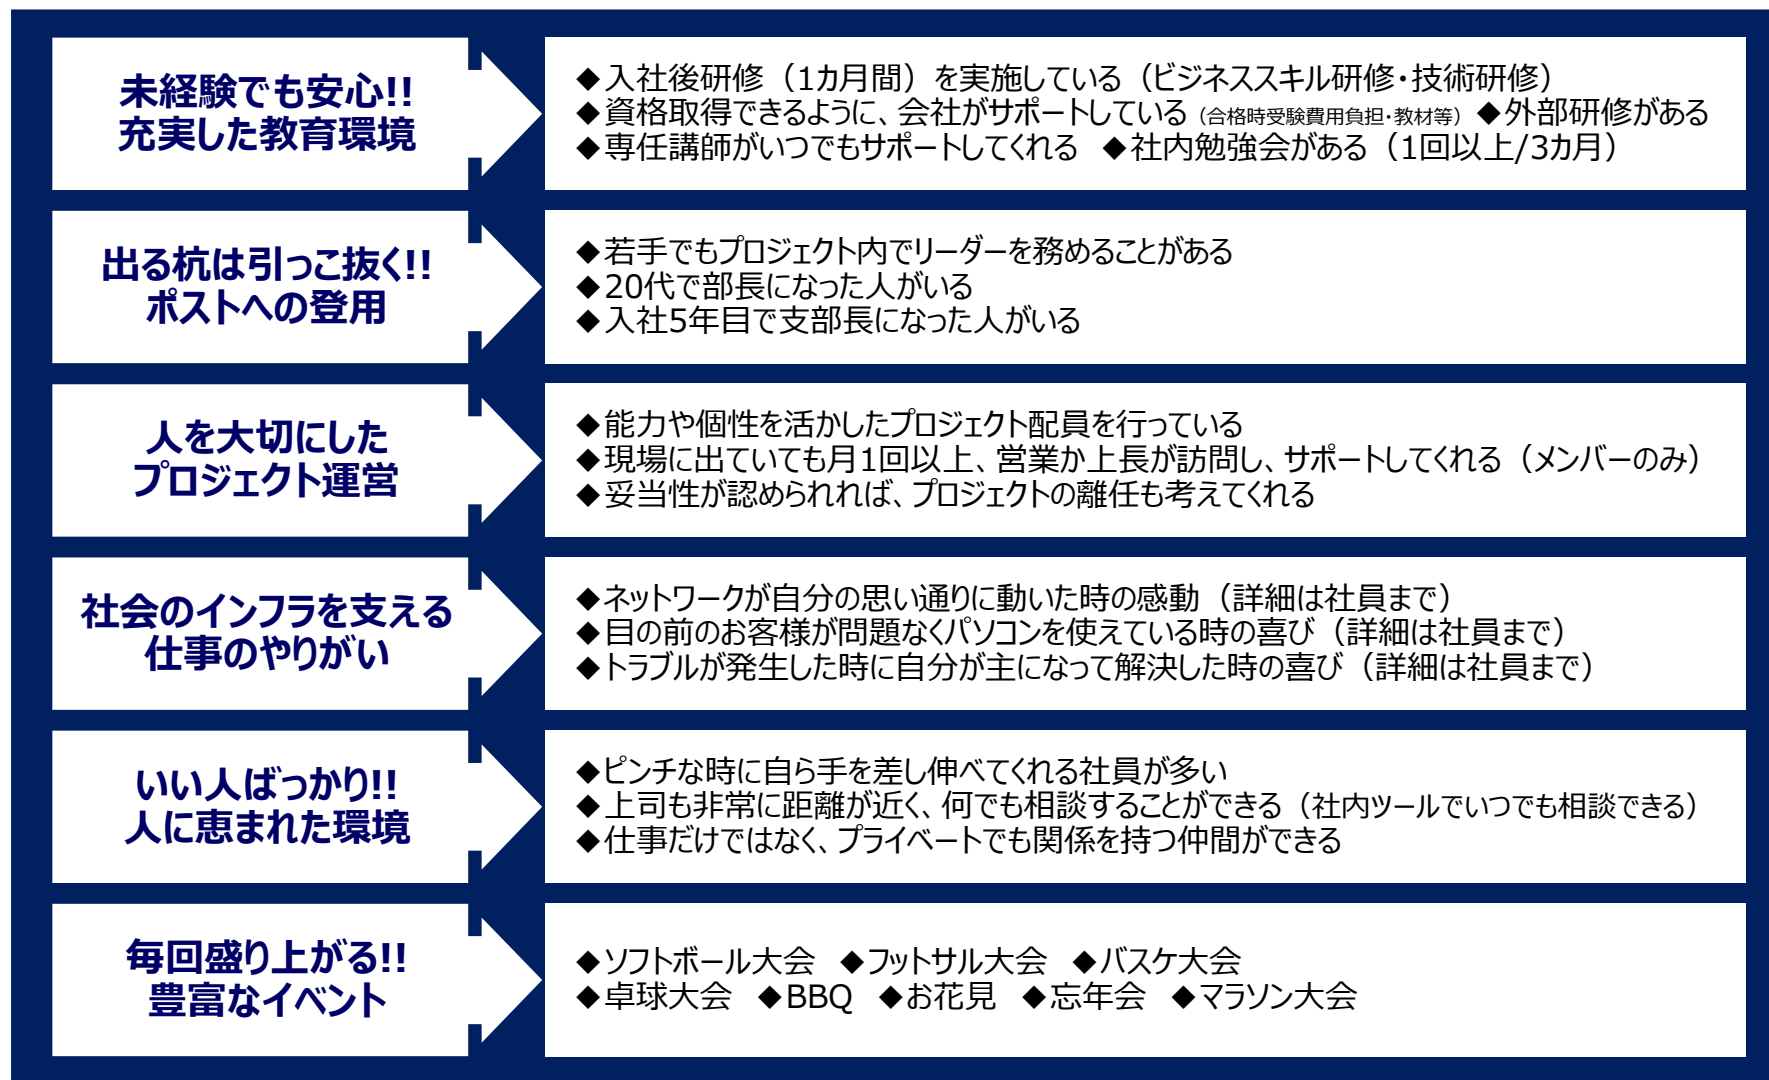 未経験でも安心!!
充実した教育環境
◆入社後研修（1カ月間）を実施している（ビジネススキル研修・技術研修）
◆資格取得できるように、会社がサポートしている（合格時受験費用負担・教材等）◆外部研修がある
◆専任講師がいつでもサポートしてくれる　◆社内勉強会がある（1回以上/3カ月）
出る杭は引っこ抜く!!
ポストへの登用
◆若手でもプロジェクト内でリーダーを務めることがある
◆20代で部長になった人がいる
◆入社5年目で支部長になった人がいる
人を大切にした
プロジェクト運営
◆能力や個性を活かしたプロジェクト配員を行っている
◆現場に出ていても月1回以上、営業か上長が訪問し、サポートしてくれる（メンバーのみ）
◆妥当性が認められれば、プロジェクトの離任も考えてくれる
社会のインフラを支える
仕事のやりがい
◆ネットワークが自分の思い通りに動いた時の感動（詳細は社員まで）
◆目の前のお客様が問題なくパソコンを使えている時の喜び（詳細は社員まで）
◆トラブルが発生した時に自分が主になって解決した時の喜び（詳細は社員まで）
いい人ばっかり!!
人に恵まれた環境
◆ピンチな時に自ら手を差し伸べてくれる社員が多い
◆上司も非常に距離が近く、何でも相談することができる（社内ツールでいつでも相談できる）
◆仕事だけではなく、プライベートでも関係を持つ仲間ができる
毎回盛り上がる!!
豊富なイベント
◆ソフトボール大会　◆フットサル大会　◆バスケ大会
◆卓球大会　◆BBQ　◆お花見　◆忘年会　◆マラソン大会